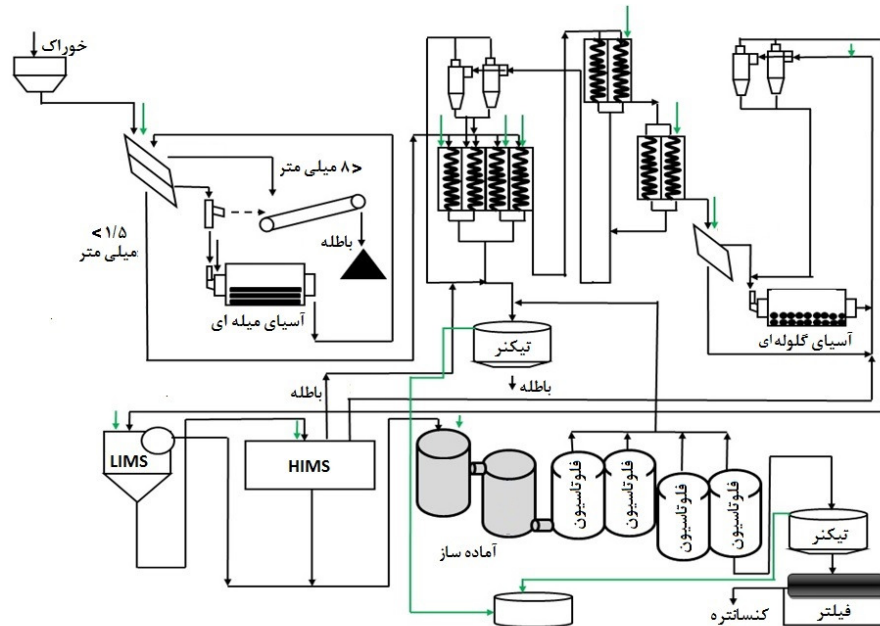 خوراک
< ۸ میلی متر
< ۱/۵
میلی متر
باطله
آسیای میله ای
تیکنر
باطله
باطله
آسیای گلوله ای
LIMS
HIMS
آماده ساز
فلوتاسیون
فلوتاسیون
فلوتاسیون
فلوتاسیون
تیکنر
فیلتر
کنسانتره